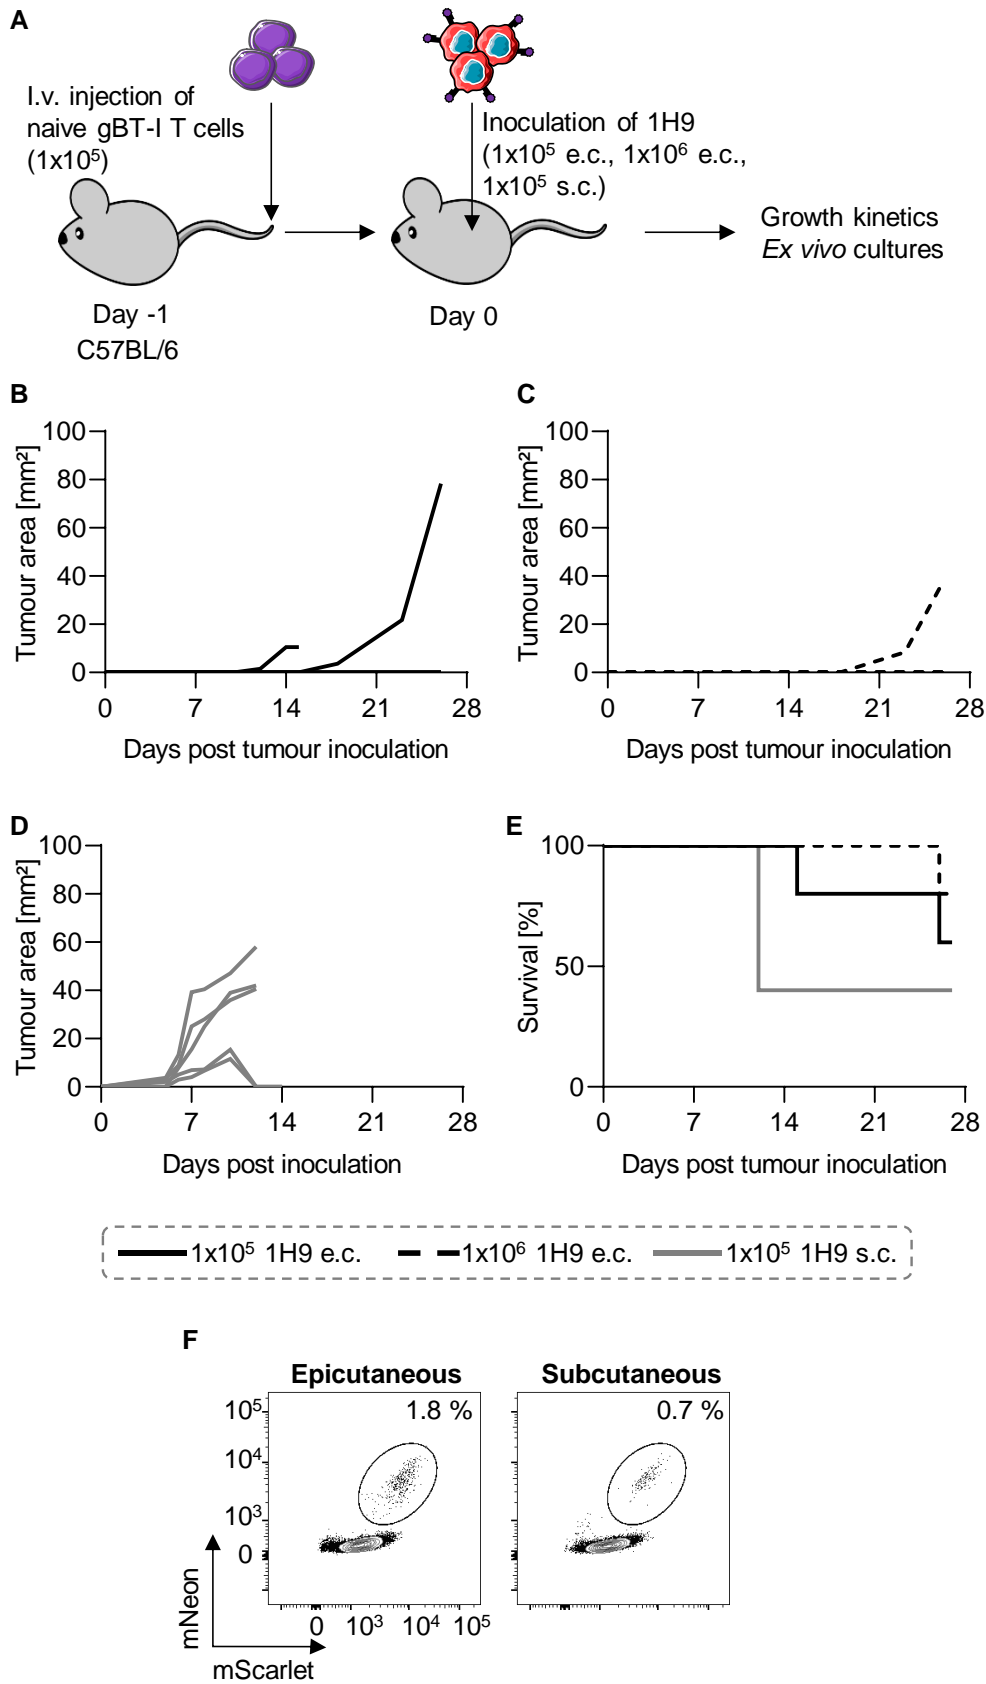 A
I.v. injection of
naive gBT-I T cells
(1x10⁵)
Inoculation of 1H9
(1x10⁵ e.c., 1x10⁶ e.c.,
1x10⁵ s.c.)
Growth kinetics
Ex vivo cultures
Day -1
C57BL/6
Day 0
B
Tumour area [mm²]
100
80
60
40
20
0
0 7 14 21 28
Days post tumour inoculation
C
Tumour area [mm²]
100
80
60
40
20
0
0 7 14 21 28
Days post tumour inoculation
D
Tumour area [mm²]
100
80
60
40
20
0
0 7 14 21 28
Days post inoculation
E
Survival [%]
100
50
0
0 7 14 21 28
Days post tumour inoculation
1x10⁵ 1H9 e.c. 1x10⁶ 1H9 e.c. 1x10⁵ 1H9 s.c.
F
Epicutaneous Subcutaneous
1.8 % 0.7 %
10⁵
10⁴
10³
0
mNeon
0 10³ 10⁴ 10⁵
mScarlet